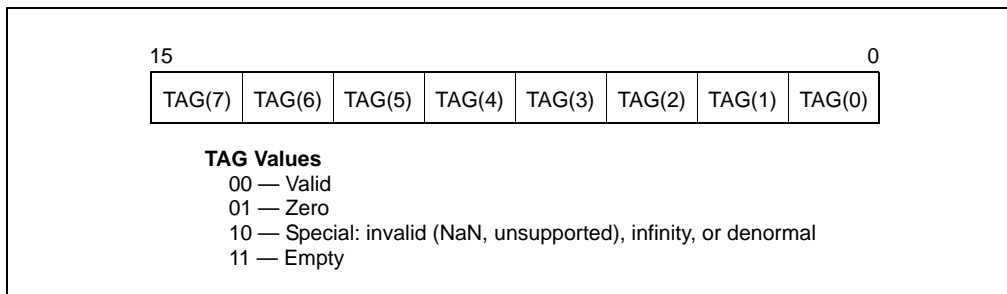 15 0
TAG(7) TAG(6) TAG(5) TAG(4) TAG(3) TAG(2) TAG(1) TAG(0)
TAG Values
00 — Valid
01 — Zero
10 — Special: invalid (NaN, unsupported), infinity, or denormal
11 — Empty